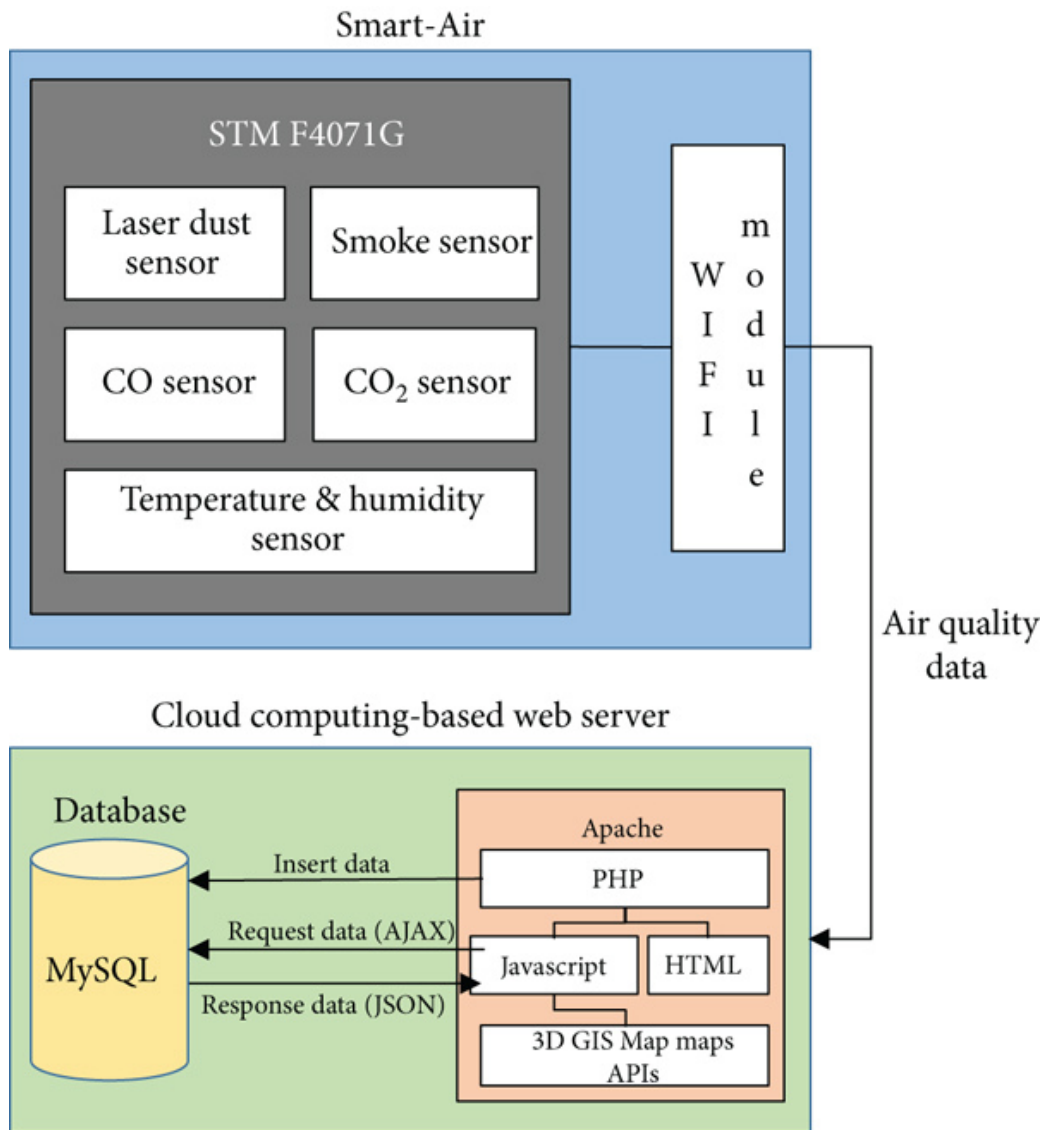 Smart-Air
STM F4071G
Laser dust
sensor
Smoke sensor
CO sensor
CO₂ sensor
Temperature & humidity
sensor
WIFI
module
Air quality
data
Cloud computing-based web server
Database
MySQL
Insert data
Request data (AJAX)
Response data (JSON)
Apache
PHP
Javascript
HTML
3D GIS Map maps
APIs